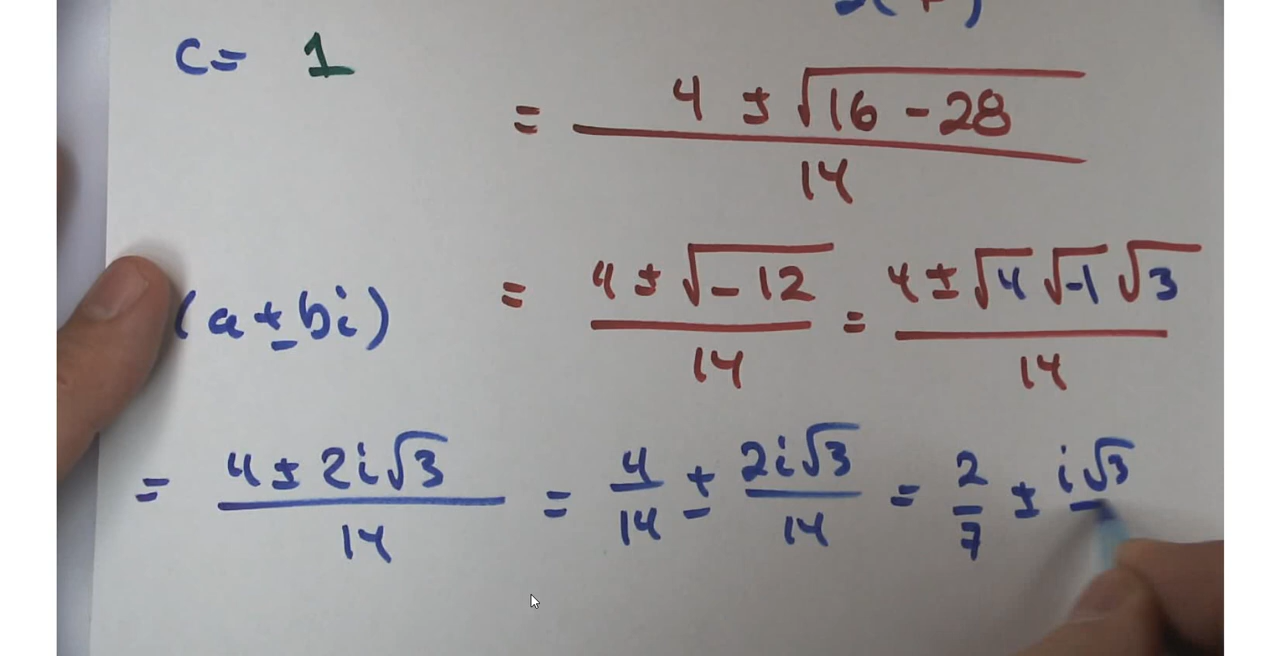 c= 1
= 4 ± √16 - 28
14
(a ± bi)
= 4 ± √-12 / 14 = 4 ± √4 √-1 √3 / 14
= 4 ± 2i√3 / 14 = 4/14 ± 2i√3 / 14 = 2/7 ± i√3